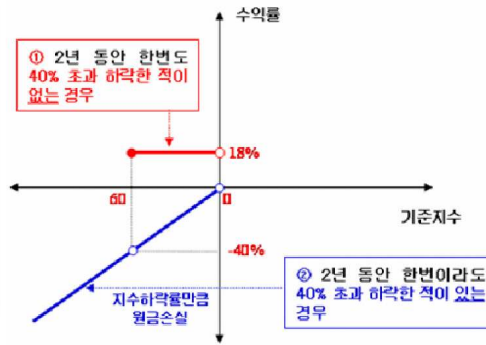 수익률
① 2년 동안 한번도
40% 초과 하락한 적이
없는 경우
60
0
-40%
기준지수
지수하락률만큼
원금손실
② 2년 동안 한번이라도
40% 초과 하락한 적이 있는
경우